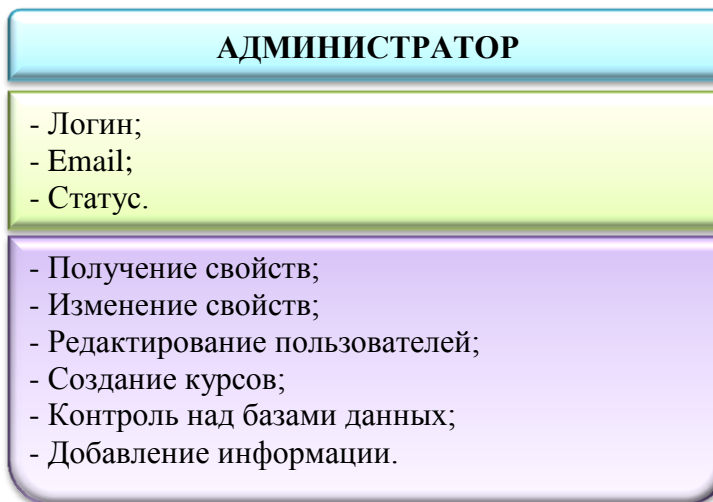 АДМИНИСТРАТОР
- Логин;
- Email;
- Статус.
- Получение свойств;
- Изменение свойств;
- Редактирование пользователей;
- Создание курсов;
- Контроль над базами данных;
- Добавление информации.